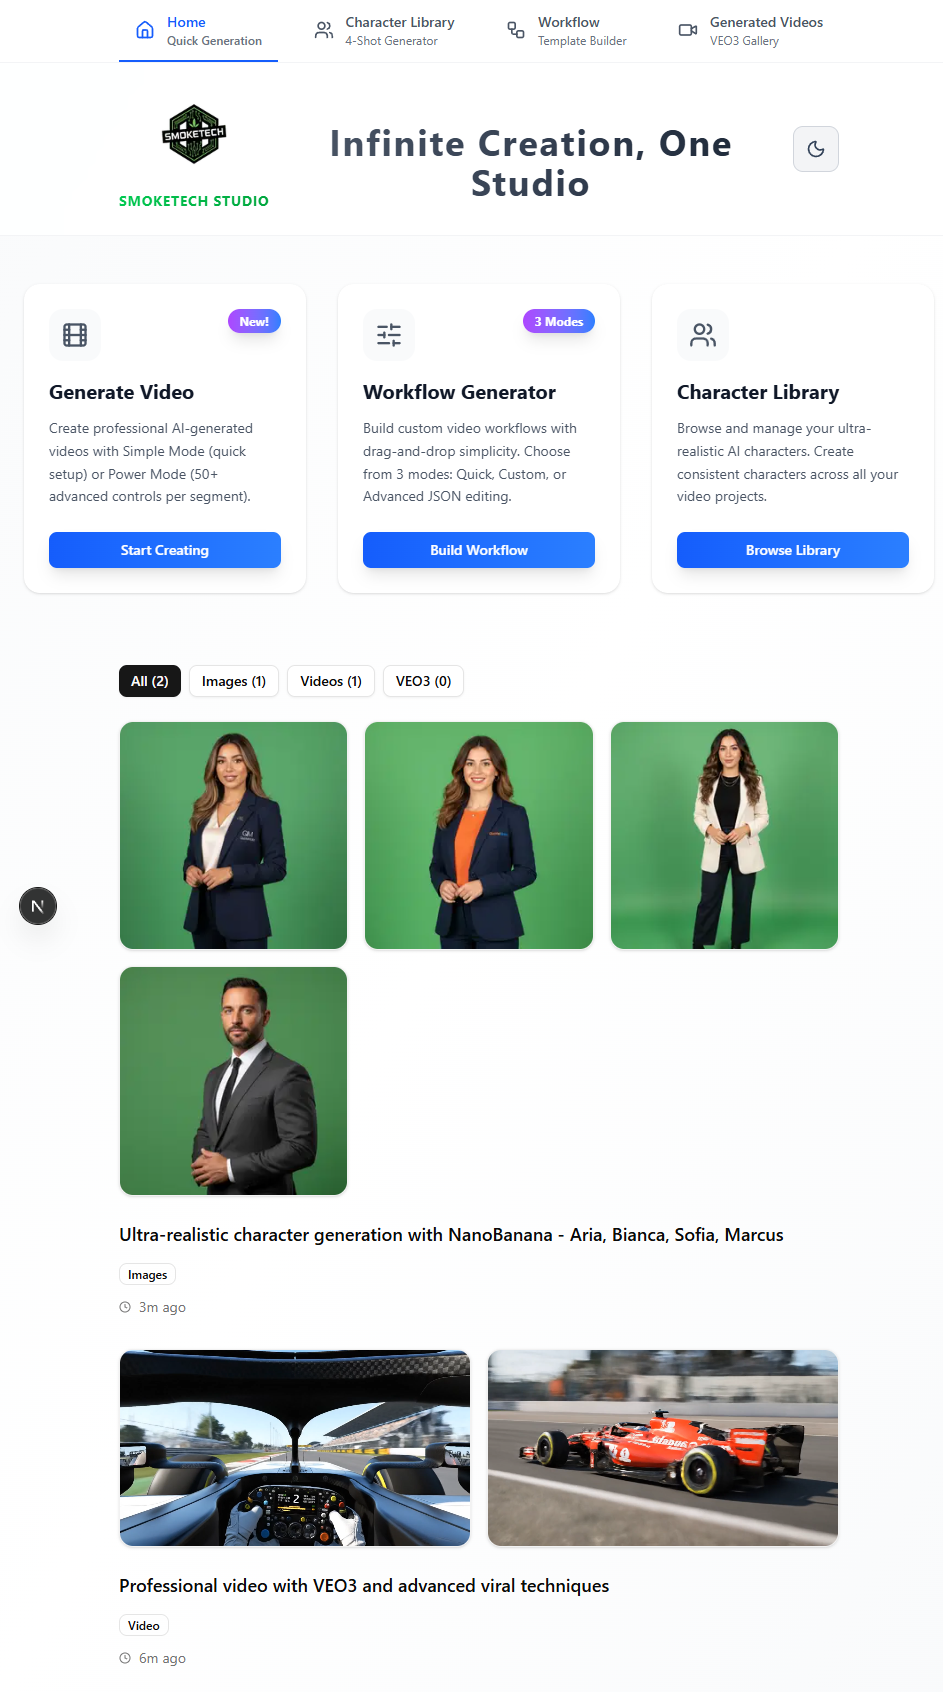 Home
Quick Generation
Character Library
4-Shot Generator
Workflow
Template Builder
Generated Videos
VEO3 Gallery
SMOKETECH
SMOKETECH STUDIO
Infinite Creation, One
Studio
New!
Generate Video
Create professional AI-generated
videos with Simple Mode (quick
setup) or Power Mode (50+
advanced controls per segment).
Start Creating
3 Modes
Workflow Generator
Build custom video workflows with
drag-and-drop simplicity. Choose
from 3 modes: Quick, Custom, or
Advanced JSON editing.
Build Workflow
Character Library
Browse and manage your ultra-
realistic AI characters. Create
consistent characters across all your
video projects.
Browse Library
All (2)
Images (1)
Videos (1)
VEO3 (0)
N
Ultra-realistic character generation with NanoBanana - Aria, Bianca, Sofia, Marcus
Images
3m ago
2
Professional video with VEO3 and advanced viral techniques
Video
6m ago